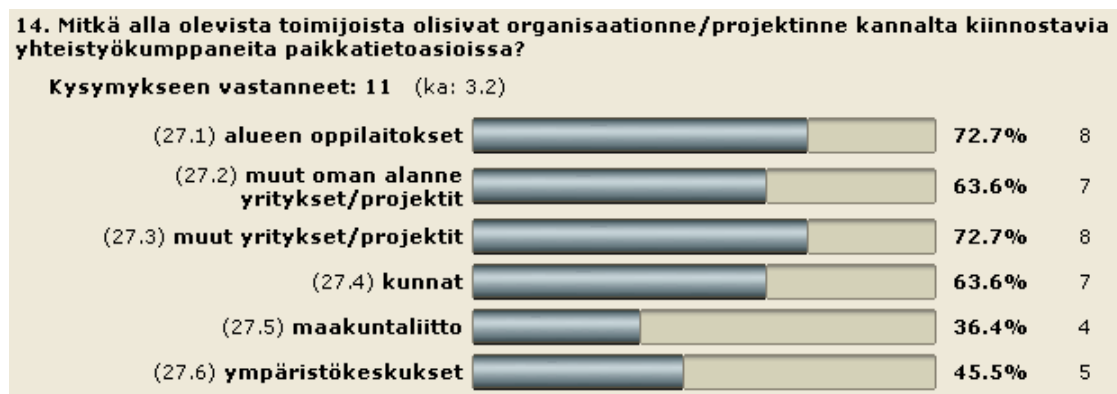 14. Mitkä alla olevista toimijoista olisivat organisaationne/projektinne kannalta kiinnostavia
yhteistyökumppaneita paikkatietoasioissa?
Kysymykseen vastanneet: 11 (ka: 3.2)
(27.1) alueen oppilaitokset 72.7% 8
(27.2) muut oman alanne
yritykset/projektit 63.6% 7
(27.3) muut yritykset/projektit 72.7% 8
(27.4) kunnat 63.6% 7
(27.5) maakuntaliitto 36.4% 4
(27.6) ympäristökeskukset 45.5% 5